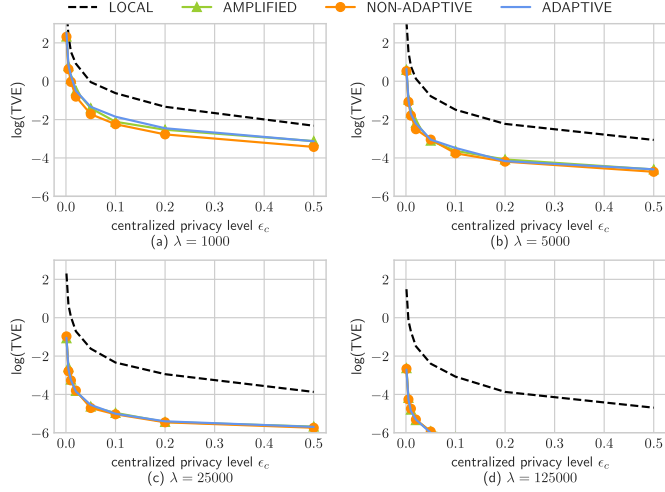 LOCAL AMPLIFIED NON-ADAPTIVE ADAPTIVE
2
0
−2
−4
−6
log(TVE)
0.0 0.1 0.2 0.3 0.4 0.5
centralized privacy level ϵc
(a) λ = 1000
2
0
−2
−4
−6
log(TVE)
0.0 0.1 0.2 0.3 0.4 0.5
centralized privacy level ϵc
(b) λ = 5000
2
0
−2
−4
−6
log(TVE)
0.0 0.1 0.2 0.3 0.4 0.5
centralized privacy level ϵc
(c) λ = 25000
2
0
−2
−4
−6
log(TVE)
0.0 0.1 0.2 0.3 0.4 0.5
centralized privacy level ϵc
(d) λ = 125000